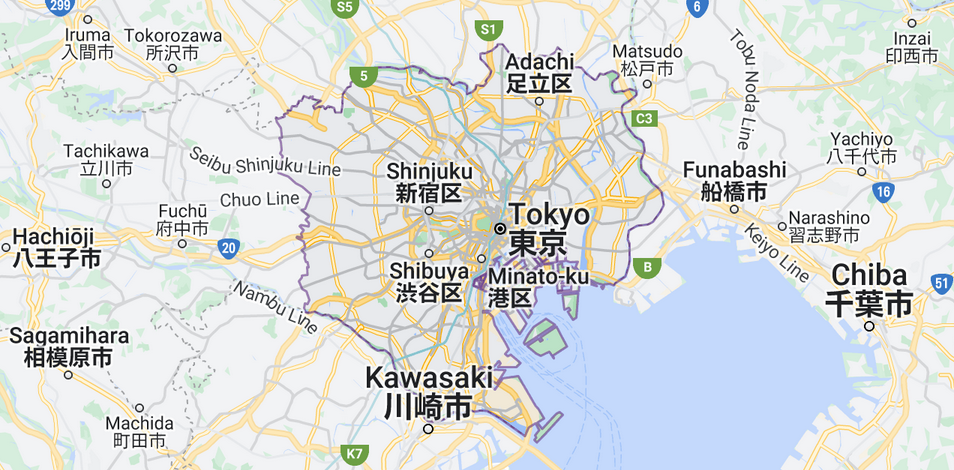 299
S5
6
S1
Iruma
入間市
Tokorozawa
所沢市
Inzai
印西市
Adachi
足立区
Matsudo
松戸市
Tobu Noda Line
5
C3
Tachikawa
立川市
Seibu Shinjuku Line
Shinjuku
新宿区
Yachiyo
八千代市
Funabashi
船橋市
16
Chuo Line
Fuchū
府中市
20
Tokyo
東京
Narashino
習志野市
Hachiōji
八王子市
Keiyo Line
B
Shibuya
渋谷区
Minato-ku
港区
Chiba
千葉市
51
Nambu Line
Sagamihara
相模原市
Kawasaki
川崎市
Machida
町田市
K7